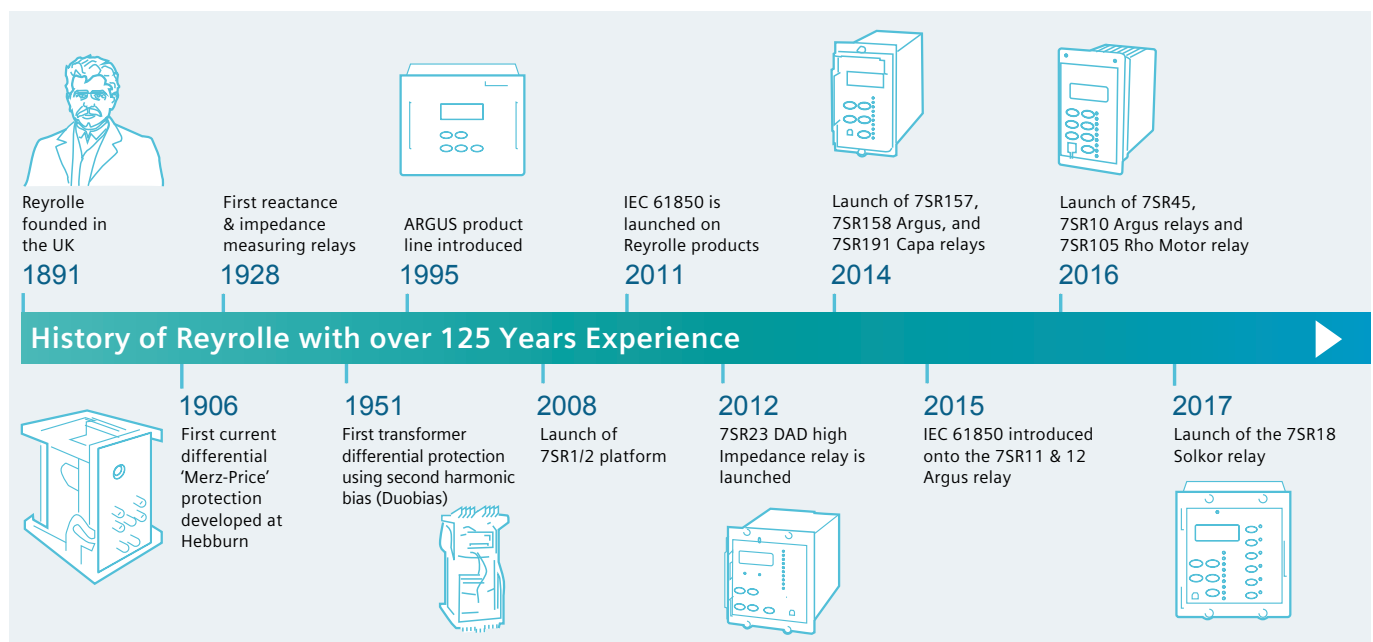 Reyrolle
founded in
the UK
1891
First reactance
& impedance
measuring relays
1928
ARGUS product
line introduced
1995
IEC 61850 is
launched on
Reyrolle products
2011
Launch of 7SR157,
7SR158 Argus, and
7SR191 Capa relays
2014
Launch of 7SR45,
7SR10 Argus relays and
7SR105 Rho Motor relay
2016
History of Reyrolle with over 125 Years Experience
1906
First current
differential
‘Merz-Price’
protection
developed at
Hebburn
1951
First transformer
differential protection
using second harmonic
bias (Duobias)
2008
Launch of
7SR1/2 platform
2012
7SR23 DAD high
Impedance relay is
launched
2015
IEC 61850 introduced
onto the 7SR11 & 12
Argus relay
2017
Launch of the 7SR18
Solkor relay